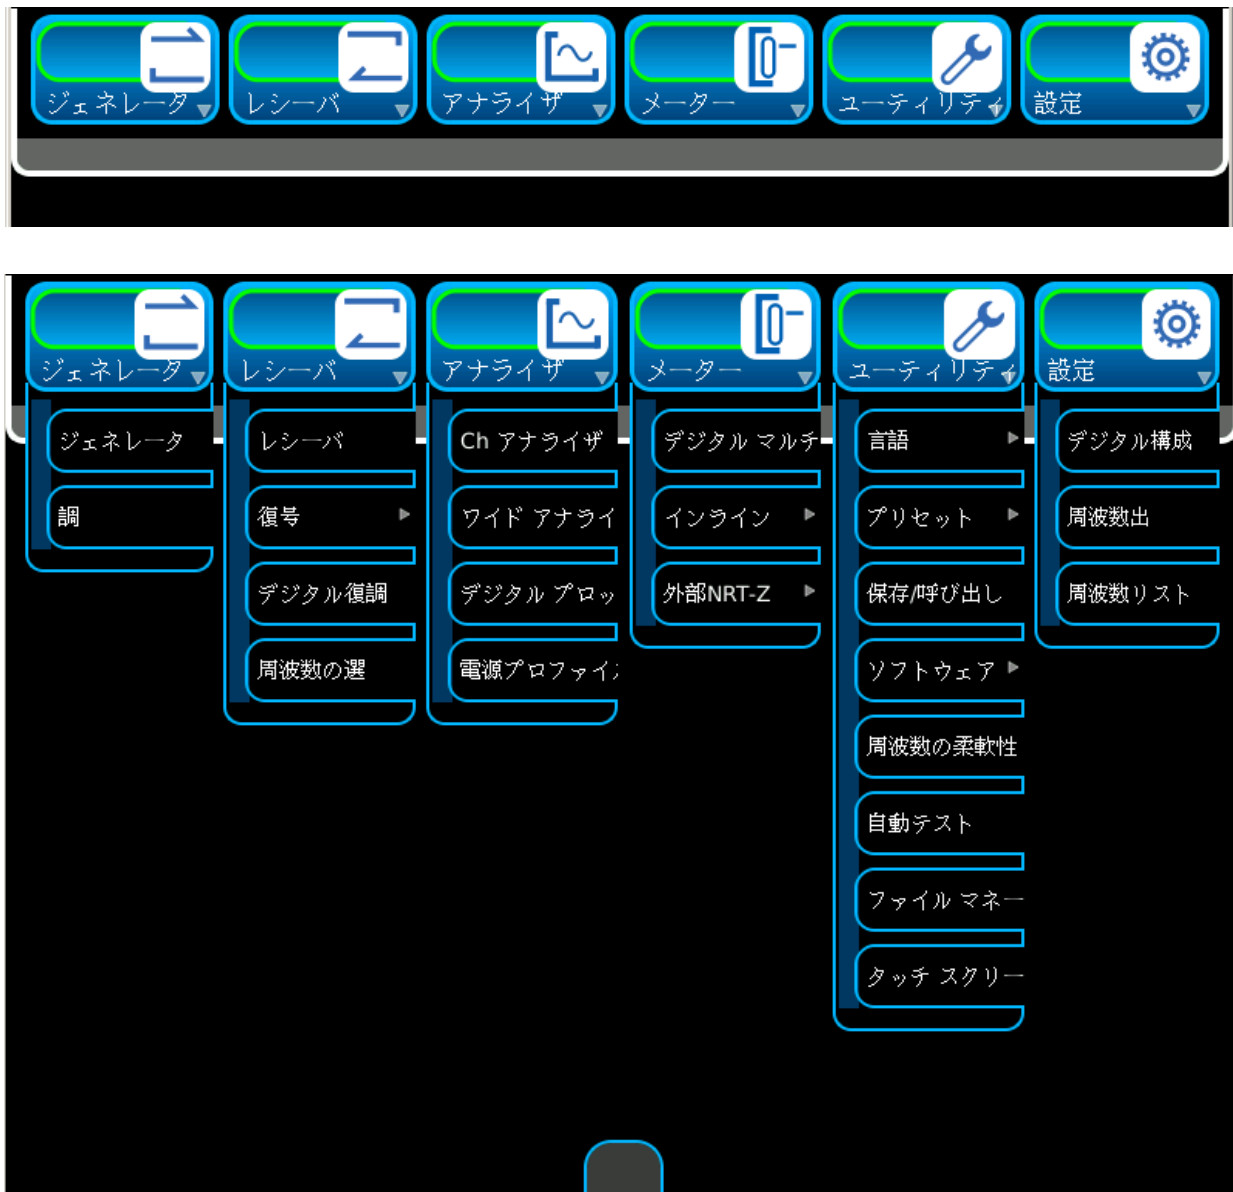 ジェネレータ
レシーバ
アナライザ
メーター
ユーティリティ
設定
ジェネレータ
レシーバ
アナライザ
メーター
ユーティリティ
設定
ジェネレータ
調
レシーバ
復号
デジタル復調
周波数の選
Ch アナライザ
ワイド アナライ
デジタル プロッ
電源プロファイ
デジタル マルチ
インライン
外部NRT-Z
言語
プリセット
保存/呼び出し
ソフトウェア
周波数の柔軟性
自動テスト
ファイル マネー
タッチ スクリー
デジタル構成
周波数出
周波数リスト